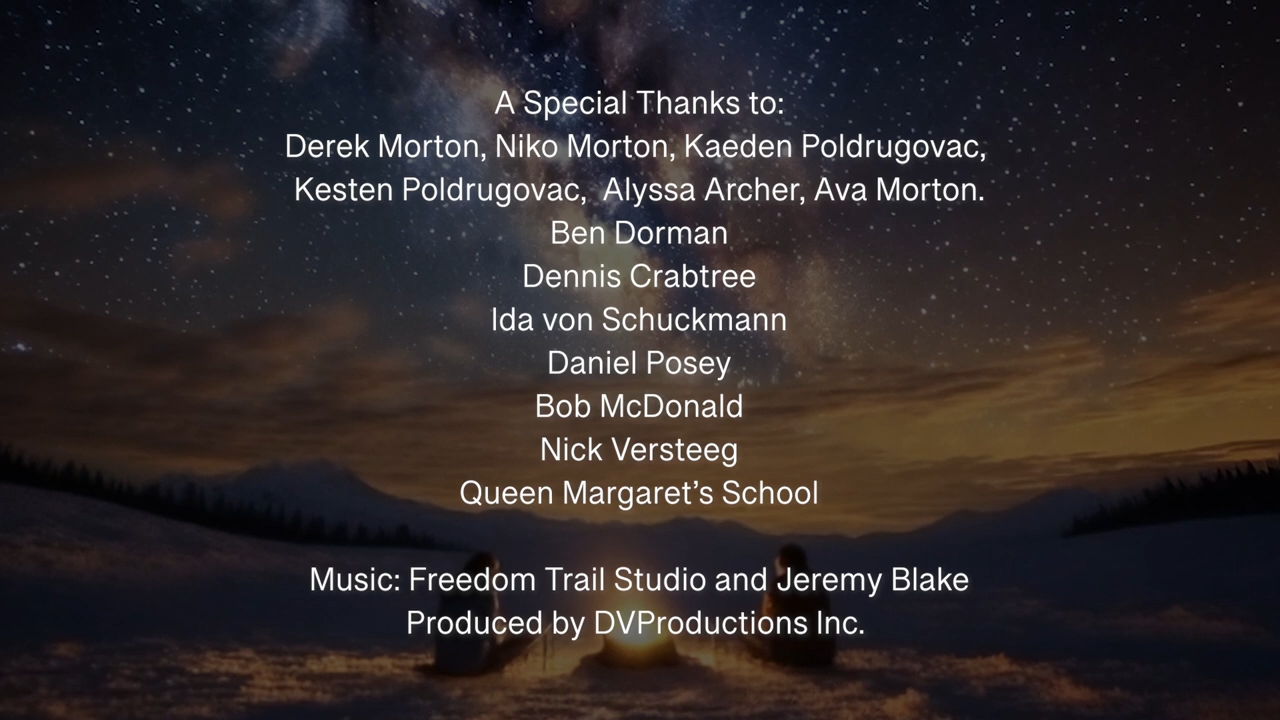 A Special Thanks to:
Derek Morton, Niko Morton, Kaeden Poldrugovac,
Kesten Poldrugovac,  Alyssa Archer, Ava Morton.
Ben Dorman
Dennis Crabtree
Ida von Schuckmann
Daniel Posey
Bob McDonald
Nick Versteeg
Queen Margaret’s School
Music: Freedom Trail Studio and Jeremy Blake
Produced by DVProductions Inc.